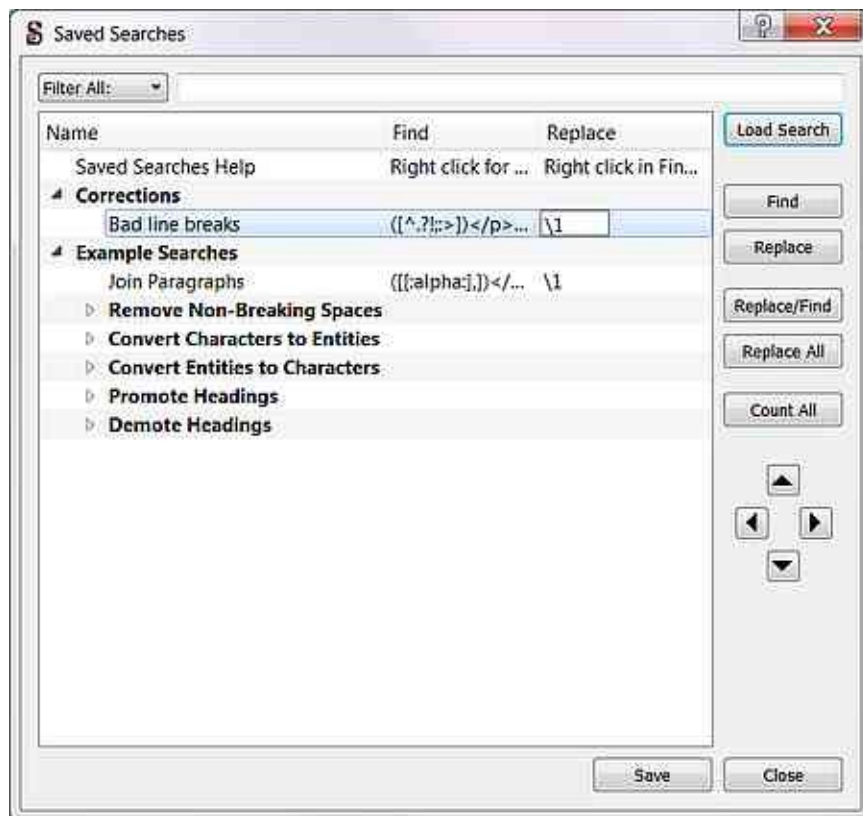 Saved Searches
Filter All:
Name Find Replace
Load Search
Saved Searches Help Right click for ... Right click in Fin...
Corrections
Find
Bad line breaks ([^.?!;:>])</p>... \1
Example Searches
Replace
Join Paragraphs ([[:alpha:],])</... \1
Remove Non-Breaking Spaces
Replace/Find
Convert Characters to Entities
Replace All
Convert Entities to Characters
Promote Headings
Count All
Demote Headings
Save
Close